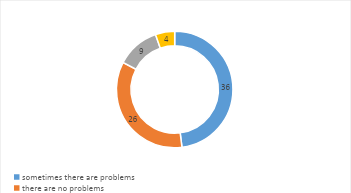 4
9
36
26
sometimes there are problems
there are no problems